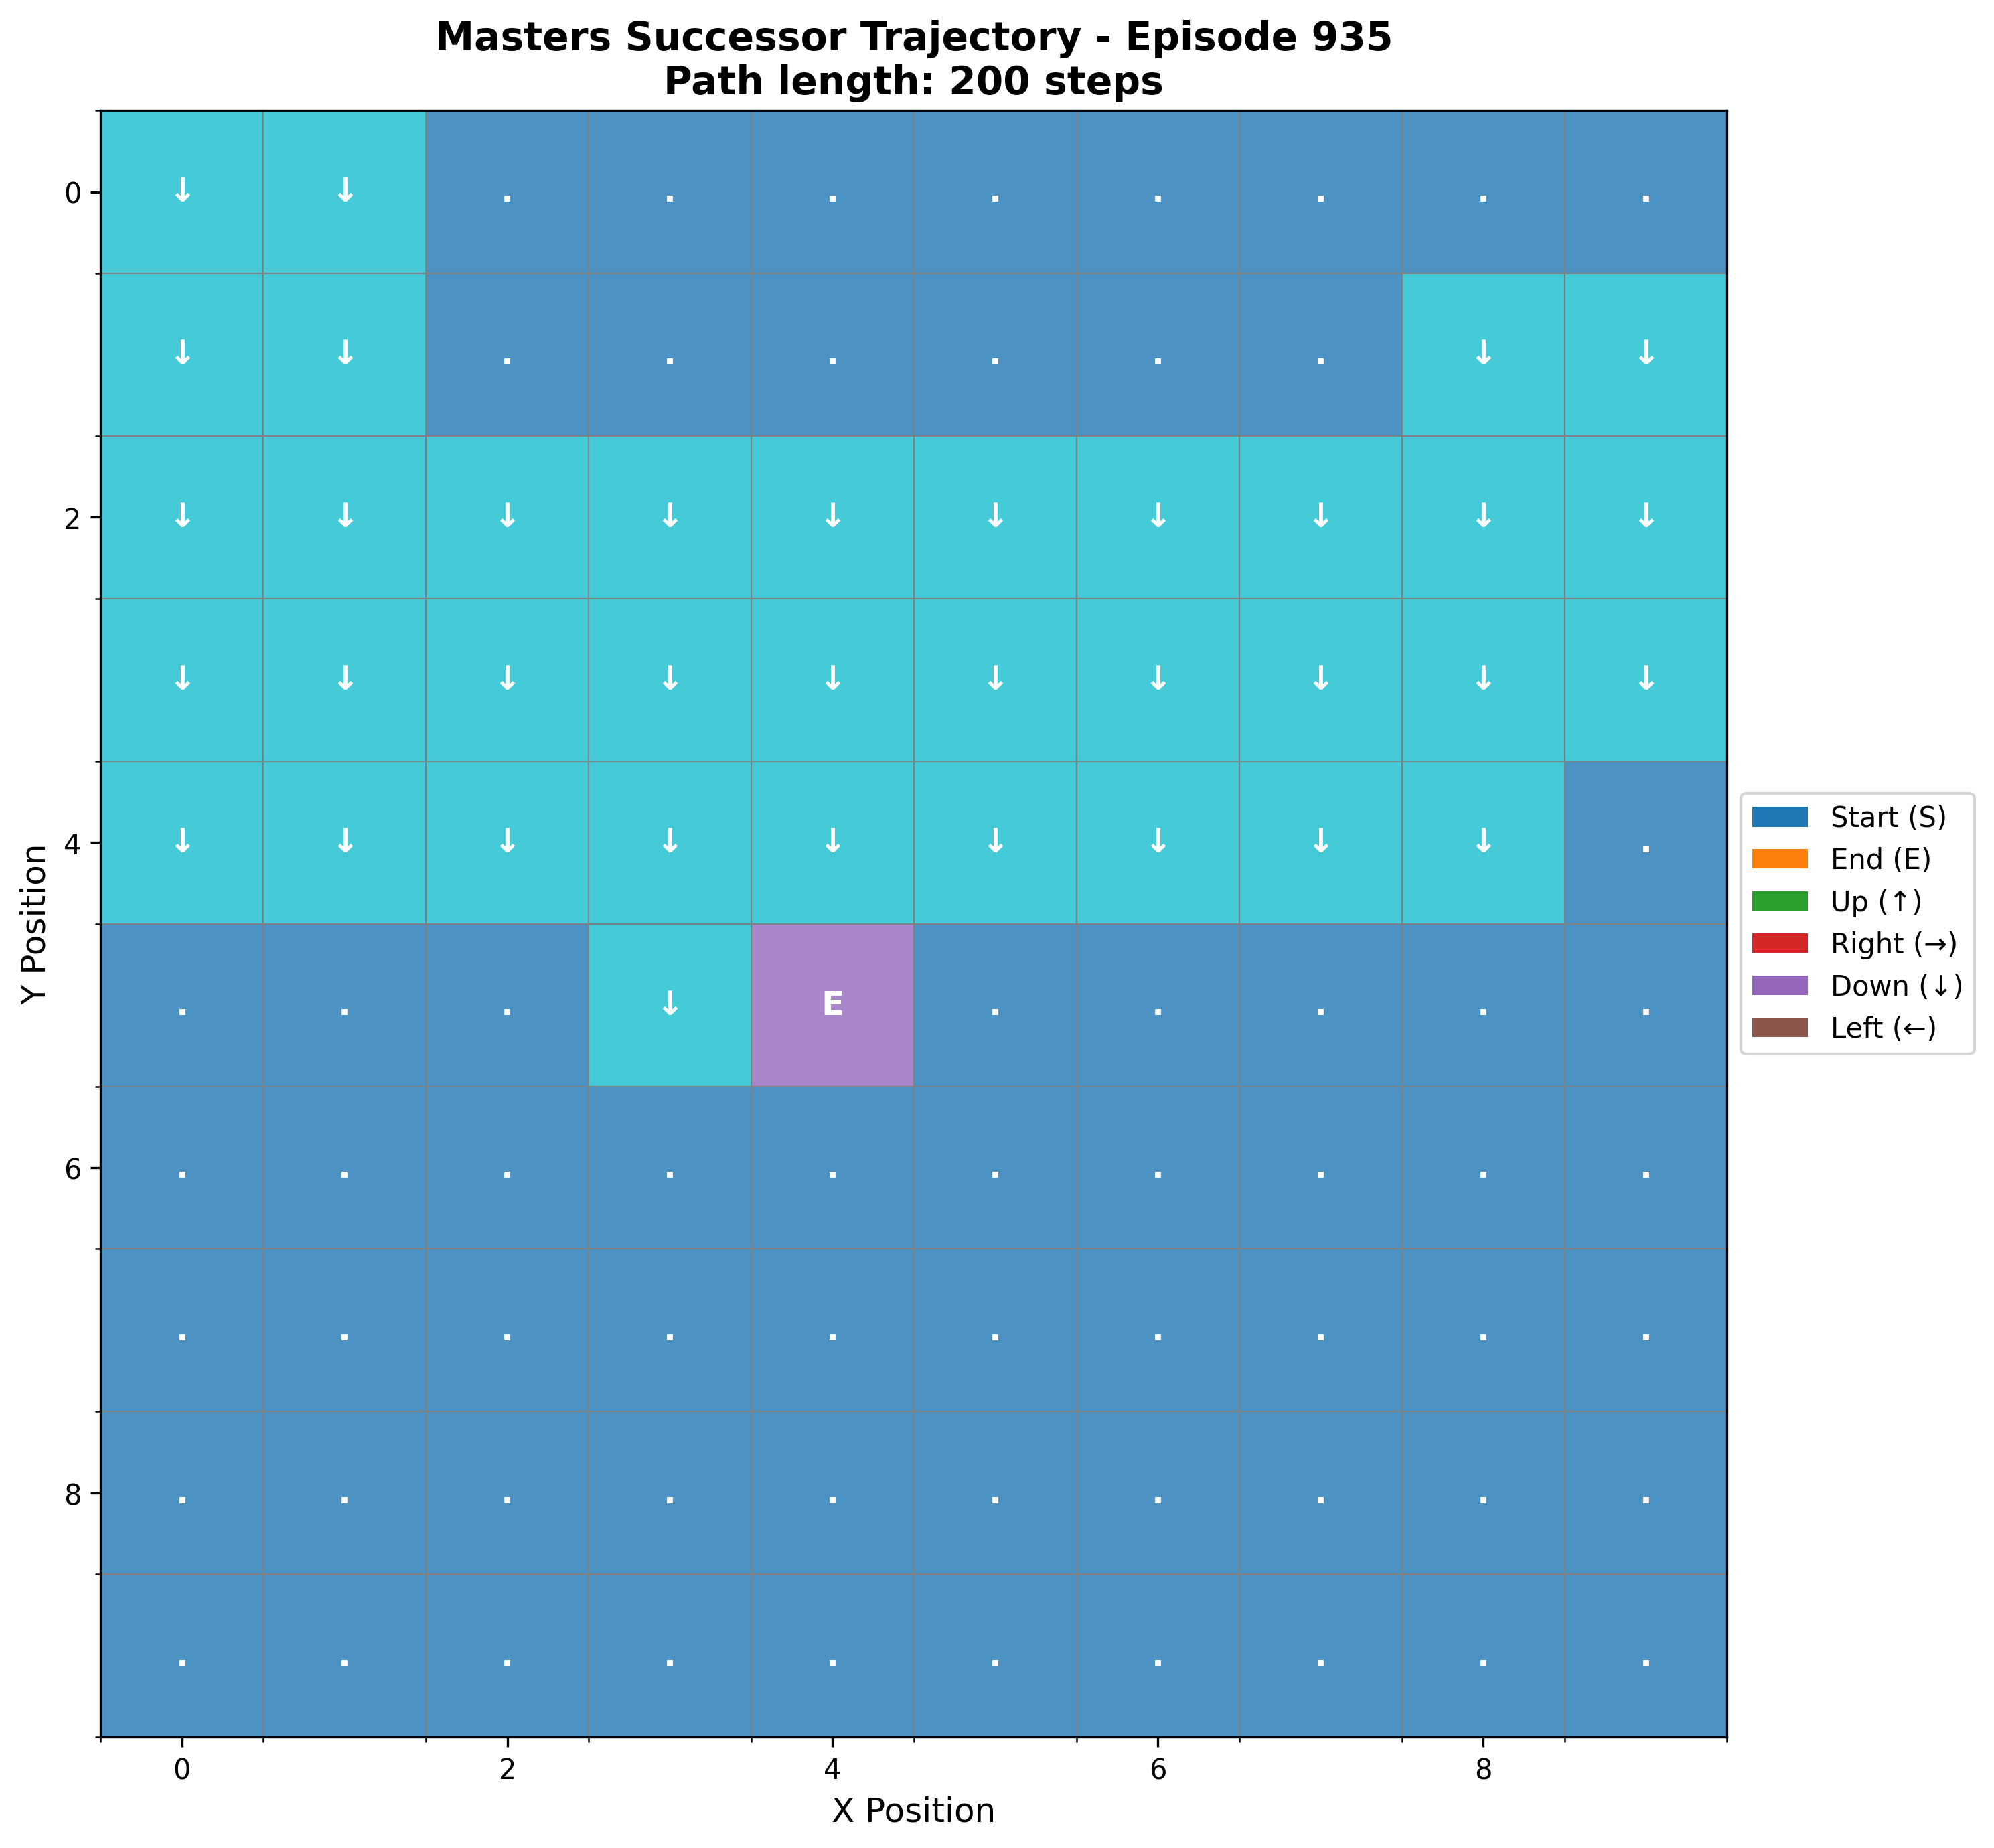 Masters Successor Trajectory - Episode 935
Path length: 200 steps
0 ↓ ↓ . . . . . . . .
↓ ↓ . . . . . . ↓ ↓
2 ↓ ↓ ↓ ↓ ↓ ↓ ↓ ↓ ↓ ↓
↓ ↓ ↓ ↓ ↓ ↓ ↓ ↓ ↓ ↓
4 ↓ ↓ ↓ ↓ ↓ ↓ ↓ ↓ ↓ .
. . . ↓ E . . . . .
6 . . . . . . . . . .
. . . . . . . . . .
8 . . . . . . . . . .
. . . . . . . . . .
0 2 4 6 8
X Position
Y Position
Start (S)
End (E)
Up (↑)
Right (→)
Down (↓)
Left (←)